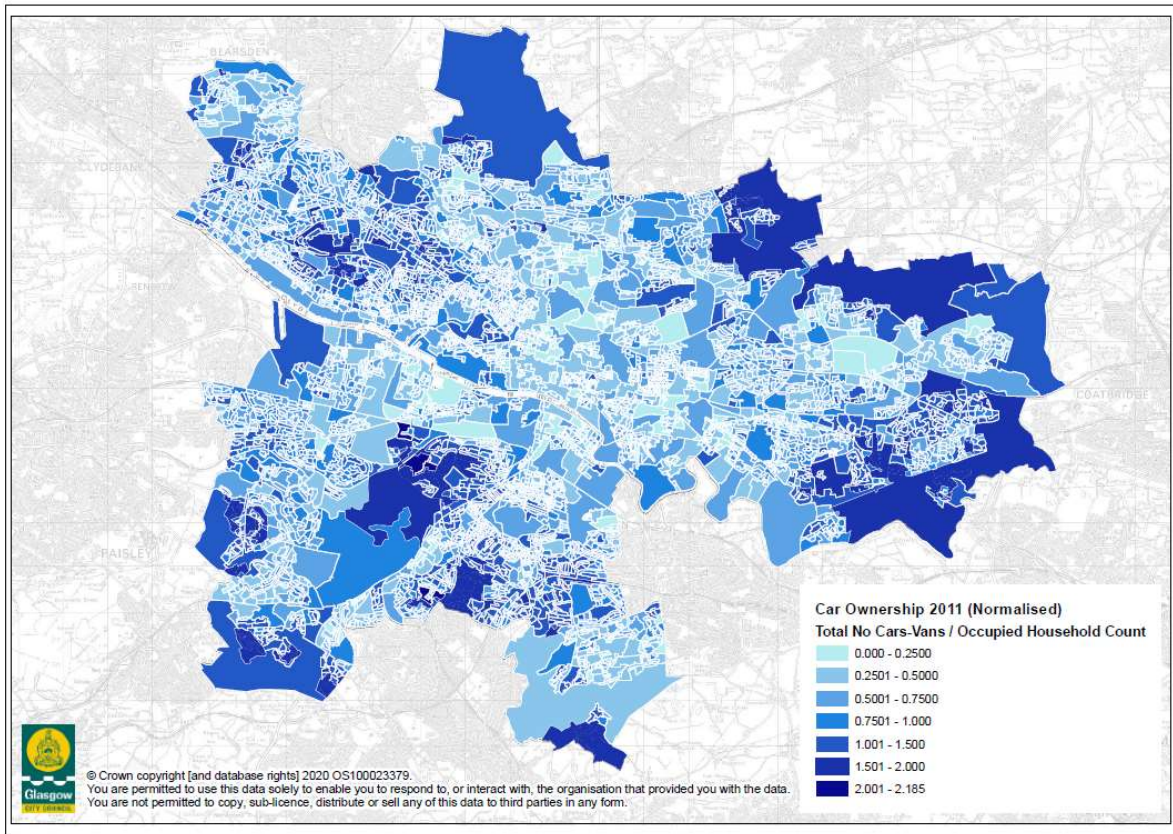 BEARSDEN
CLYDEBANK
RENFREW
PAISLEY
COATBRIDGE
Car Ownership 2011 (Normalised)
Total No Cars-Vans / Occupied Household Count
0.000 - 0.2500
0.2501 - 0.5000
0.5001 - 0.7500
0.7501 - 1.000
1.001 - 1.500
1.501 - 2.000
2.001 - 2.185
Glasgow
CITY COUNCIL
© Crown copyright [and database rights] 2020 OS100023379.
You are permitted to use this data solely to enable you to respond to, or interact with, the organisation that provided you with the data.
You are not permitted to copy, sub-licence, distribute or sell any of this data to third parties in any form.